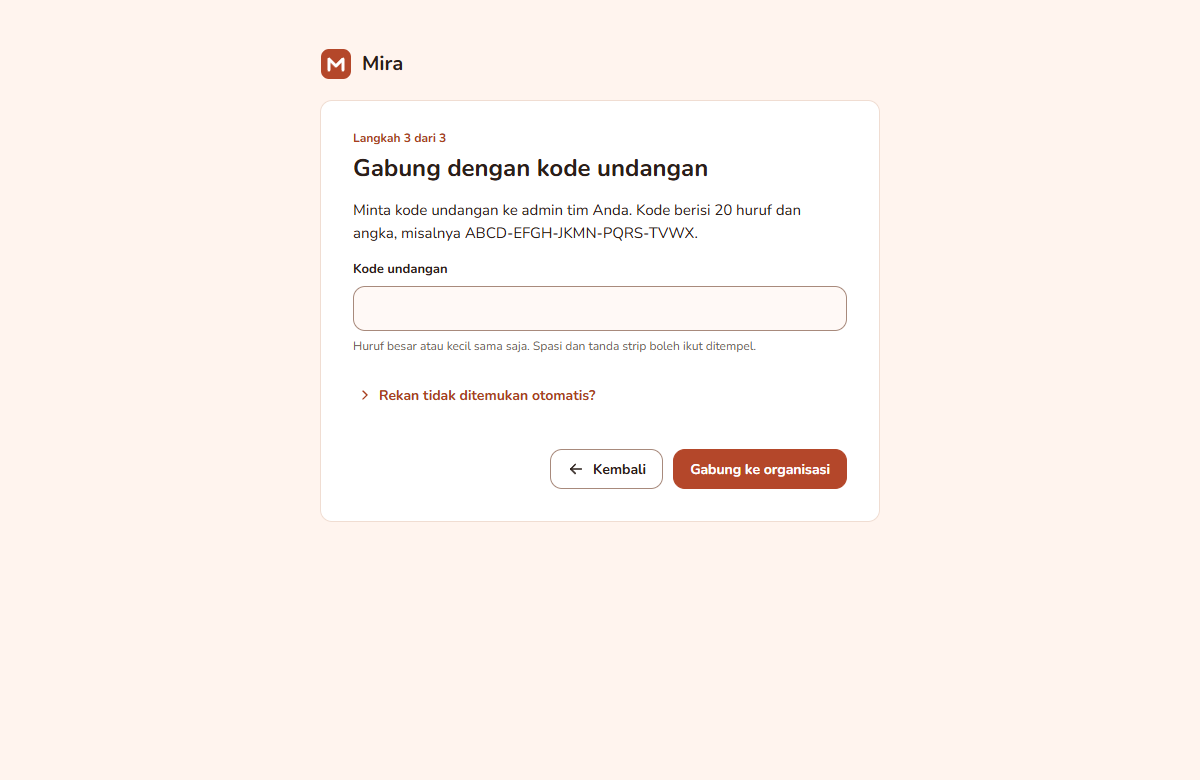 Mira
Langkah 3 dari 3
Gabung dengan kode undangan
Minta kode undangan ke admin tim Anda. Kode berisi 20 huruf dan
angka, misalnya ABCD-EFGH-JKMN-PQRS-TVWX.
Kode undangan
Huruf besar atau kecil sama saja. Spasi dan tanda strip boleh ikut ditempel.
Rekan tidak ditemukan otomatis?
Kembali
Gabung ke organisasi